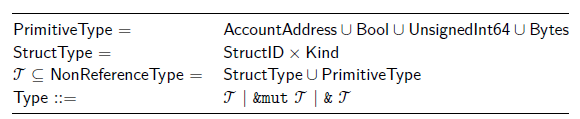 PrimitiveType = AccountAddress ∪ Bool ∪ UnsignedInt64 ∪ Bytes
StructType = StructID × Kind
𝒯 ⊆ NonReferenceType = StructType ∪ PrimitiveType
Type ::= 𝒯 | &mut 𝒯 | & 𝒯